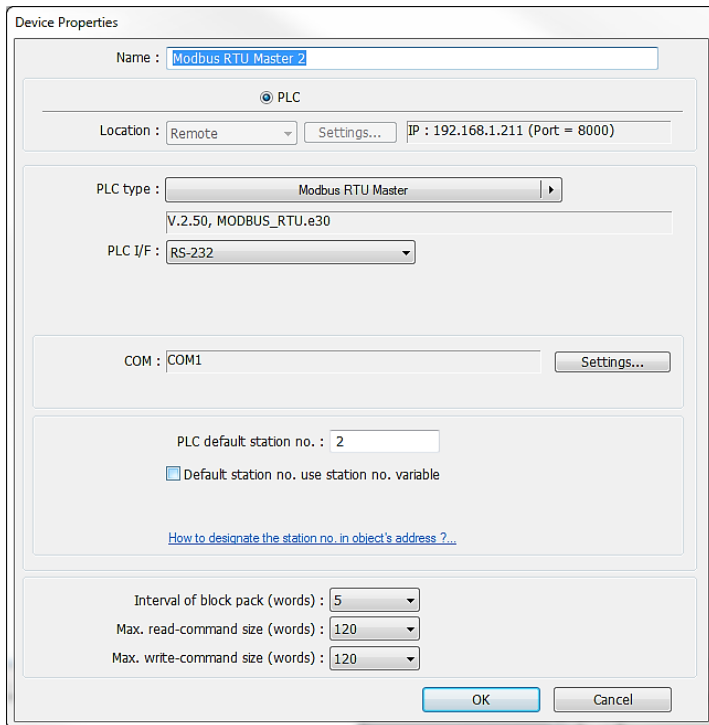 Device Properties
Name : Modbus RTU Master 2
PLC
Location : Remote Settings... IP : 192.168.1.211 (Port = 8000)
PLC type : Modbus RTU Master
V.2.50, MODBUS_RTU.e30
PLC I/F : RS-232
COM : COM1 Settings...
PLC default station no. : 2
Default station no. use station no. variable
How to designate the station no. in object's address ?...
Interval of block pack (words) : 5
Max. read-command size (words) : 120
Max. write-command size (words) : 120
OK Cancel